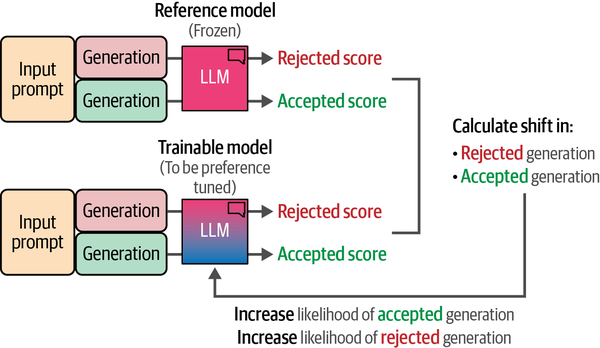 Reference model
(Frozen)
Input
prompt
Generation
Generation
LLM
Rejected score
Accepted score
Trainable model
(To be preference
tuned)
Input
prompt
Generation
Generation
LLM
Rejected score
Accepted score
Calculate shift in:
• Rejected generation
• Accepted generation
Increase likelihood of accepted generation
Increase likelihood of rejected generation